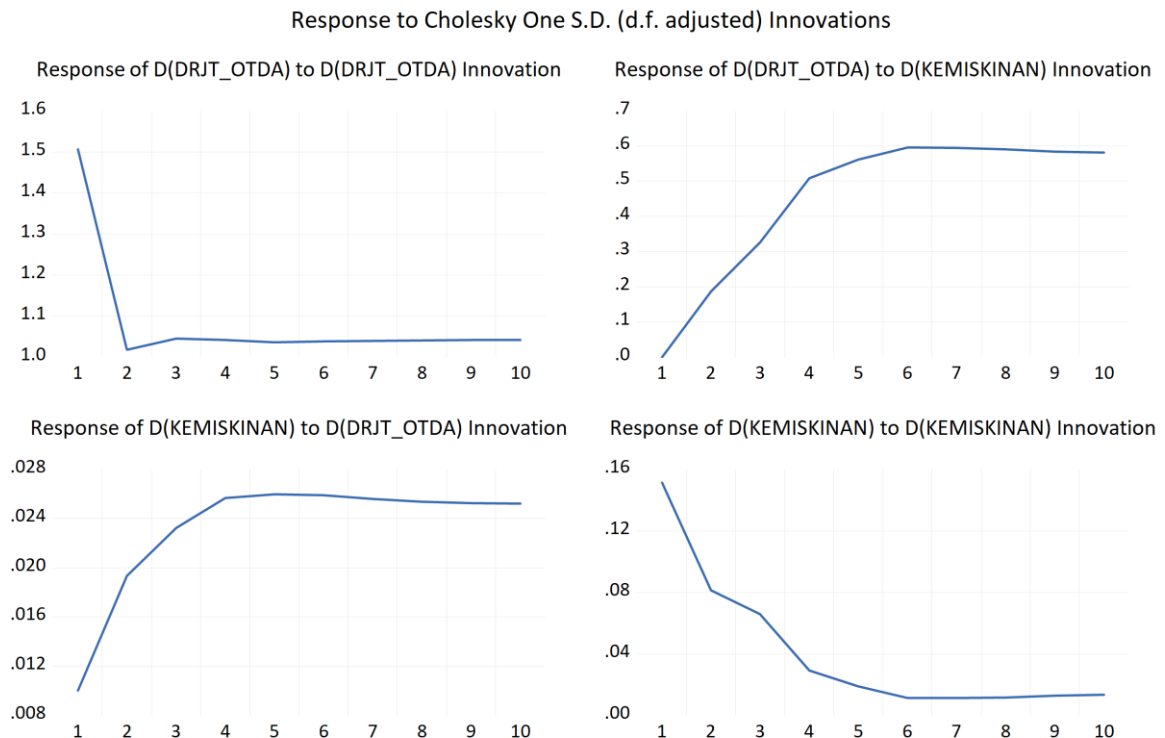 Response to Cholesky One S.D. (d.f. adjusted) Innovations
Response of D(DRJT_OTDA) to D(DRJT_OTDA) Innovation
1.6
1.5
1.4
1.3
1.2
1.1
1.0
1 2 3 4 5 6 7 8 9 10
Response of D(DRJT_OTDA) to D(KEMISKINAN) Innovation
.7
.6
.5
.4
.3
.2
.1
.0
1 2 3 4 5 6 7 8 9 10
Response of D(KEMISKINAN) to D(DRJT_OTDA) Innovation
.028
.024
.020
.016
.012
.008
1 2 3 4 5 6 7 8 9 10
Response of D(KEMISKINAN) to D(KEMISKINAN) Innovation
.16
.12
.08
.04
.00
1 2 3 4 5 6 7 8 9 10